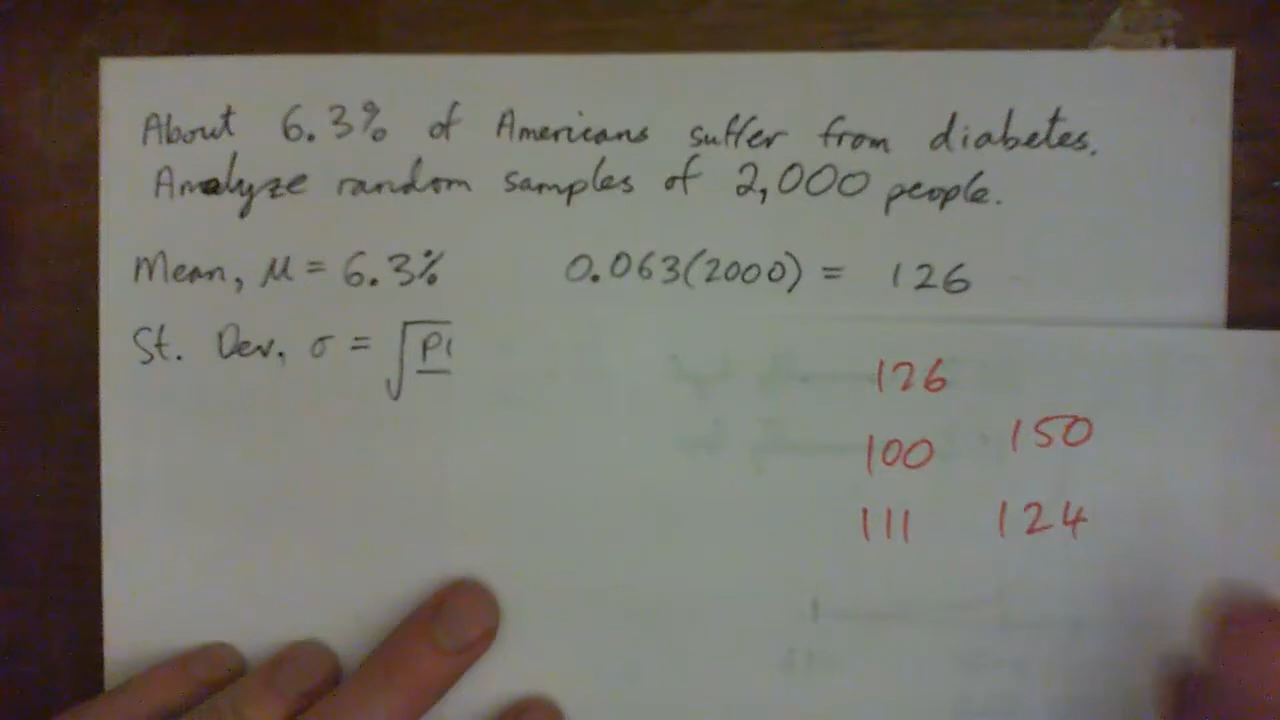 About 6.3% of Americans suffer from diabetes.
Analyze random samples of 2,000 people.
Mean, μ = 6.3% 0.063(2000) = 126
St. Dev, σ = √p(
126
100 150
111 124